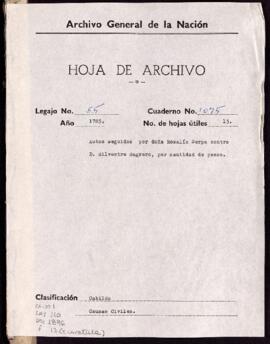 Archivo General de la Nación
HOJA DE ARCHIVO
Legajo No. 55 Cuaderno No. 1075
Año 1785. No. de hojas útiles 13.
Autos seguidos por Doña Rosalía Serpa contra
D. Silvestre Sagrero, por cantidad de pesos.
Clasificación Cabildo
Causas Civiles.